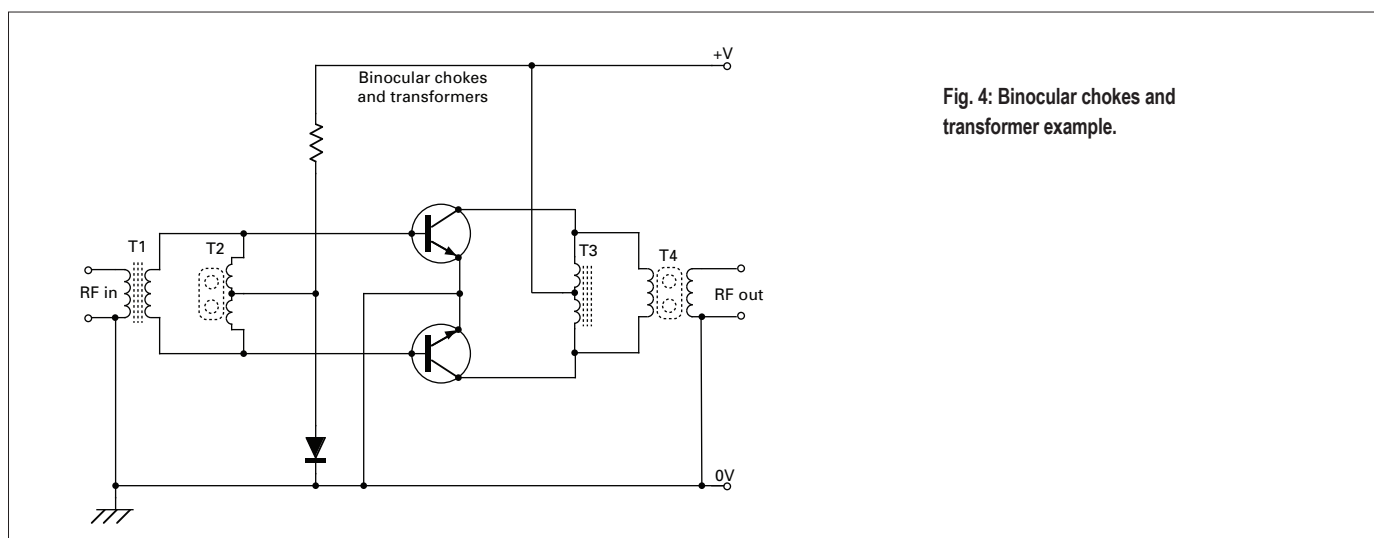 +V
Binocular chokes
and transformers
Fig. 4: Binocular chokes and
transformer example.
T1
T2
T3
T4
RF in
RF out
0V